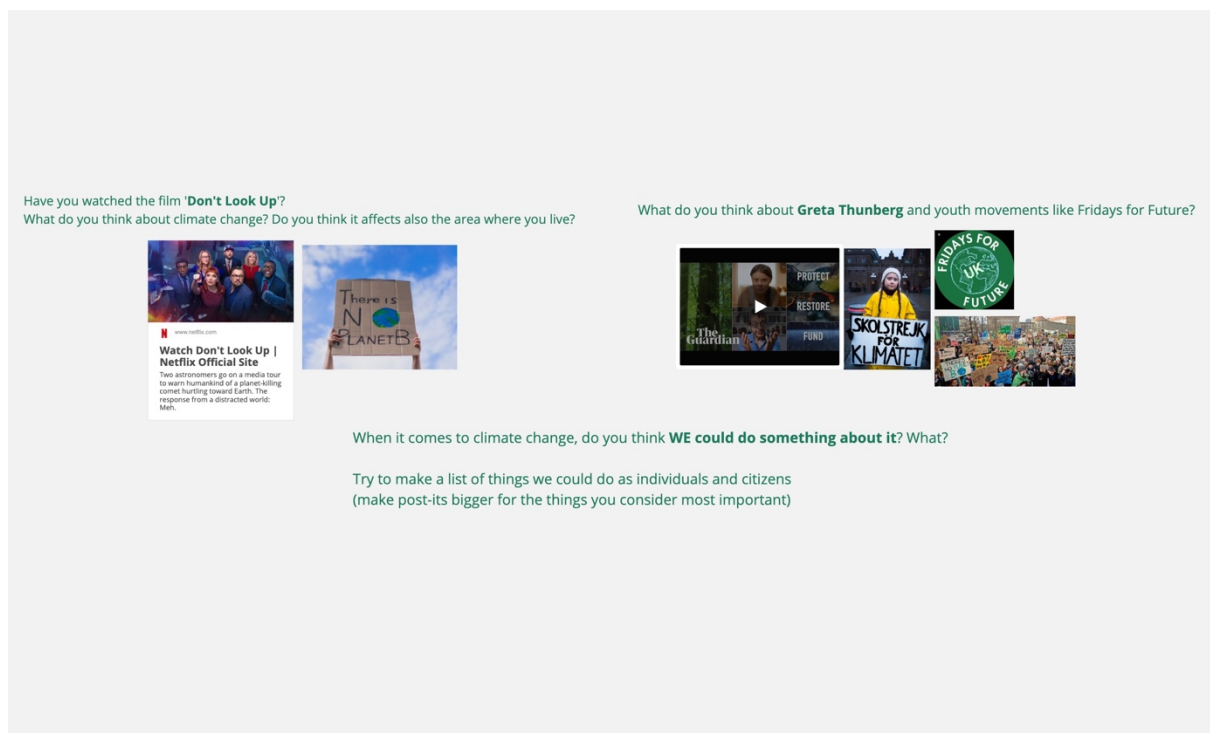 Have you watched the film 'Don't Look Up'?
What do you think about climate change? Do you think it affects also the area where you live?
www.netflix.com
Watch Don't Look Up |
Netflix Official Site
Two astronomers go on a media tour
to warn humankind of a planet-killing
comet hurtling toward Earth. The
response from a distracted world:
Meh.
There is
NO
PLANET B
What do you think about Greta Thunberg and youth movements like Fridays for Future?
The
Guardian
PROTECT
RESTORE
FUND
SKOLSTREJK
FÖR
KLIMATET
FRIDAYS FOR
UK
FUTURE
When it comes to climate change, do you think WE could do something about it? What?
Try to make a list of things we could do as individuals and citizens
(make post-its bigger for the things you consider most important)